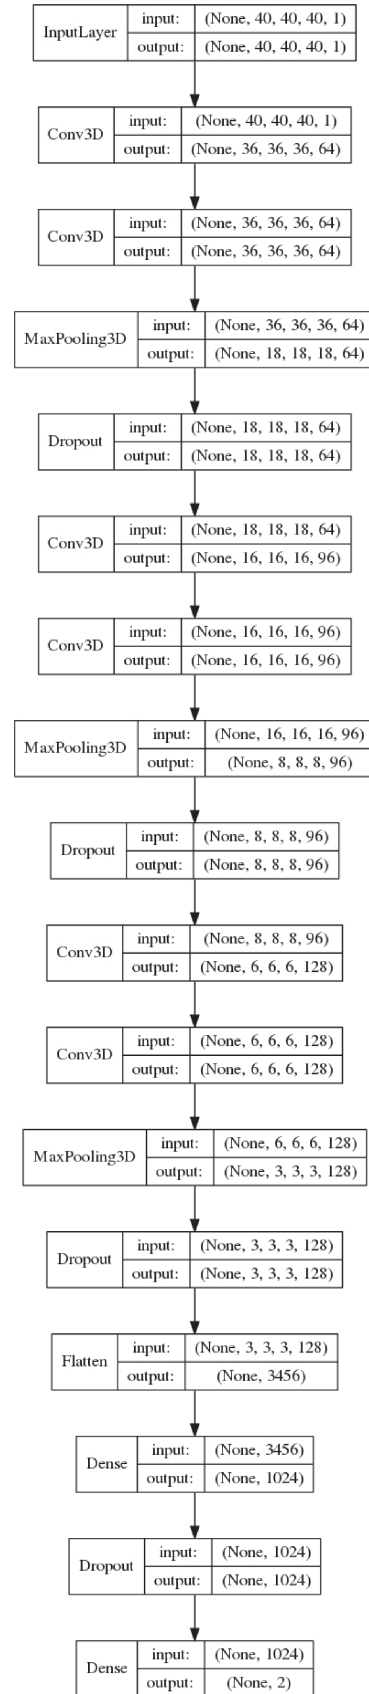 InputLayer input: (None, 40, 40, 40, 1)
output: (None, 40, 40, 40, 1)
Conv3D input: (None, 40, 40, 40, 1)
output: (None, 36, 36, 36, 64)
Conv3D input: (None, 36, 36, 36, 64)
output: (None, 36, 36, 36, 64)
MaxPooling3D input: (None, 36, 36, 36, 64)
output: (None, 18, 18, 18, 64)
Dropout input: (None, 18, 18, 18, 64)
output: (None, 18, 18, 18, 64)
Conv3D input: (None, 18, 18, 18, 64)
output: (None, 16, 16, 16, 96)
Conv3D input: (None, 16, 16, 16, 96)
output: (None, 16, 16, 16, 96)
MaxPooling3D input: (None, 16, 16, 16, 96)
output: (None, 8, 8, 8, 96)
Dropout input: (None, 8, 8, 8, 96)
output: (None, 8, 8, 8, 96)
Conv3D input: (None, 8, 8, 8, 96)
output: (None, 6, 6, 6, 128)
Conv3D input: (None, 6, 6, 6, 128)
output: (None, 6, 6, 6, 128)
MaxPooling3D input: (None, 6, 6, 6, 128)
output: (None, 3, 3, 3, 128)
Dropout input: (None, 3, 3, 3, 128)
output: (None, 3, 3, 3, 128)
Flatten input: (None, 3, 3, 3, 128)
output: (None, 3456)
Dense input: (None, 3456)
output: (None, 1024)
Dropout input: (None, 1024)
output: (None, 1024)
Dense input: (None, 1024)
output: (None, 2)